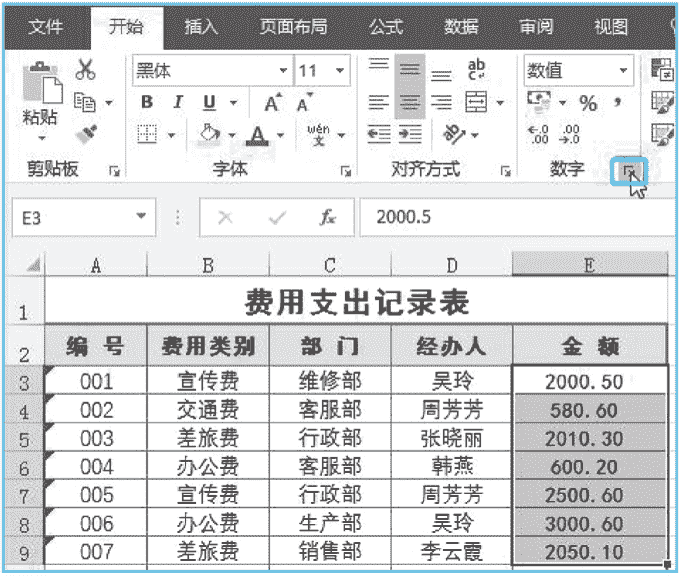 文件 开始 插入 页面布局 公式 数据 审阅 视图
黑体 11 ab 数值
粘贴 B I U A A %
A wén 文 .00 .00
剪贴板 字体 对齐方式 数字
E3 fx 2000.5
A B C D E
1 费用支出记录表
2 编号 费用类别 部门 经办人 金额
3 001 宣传费 维修部 吴玲 2000.50
4 002 交通费 客服部 周芳芳 580.60
5 003 差旅费 行政部 张晓丽 2010.30
6 004 办公费 客服部 韩燕 600.20
7 005 宣传费 行政部 周芳芳 2500.60
8 006 办公费 生产部 吴玲 3000.60
9 007 差旅费 销售部 李云霞 2050.10